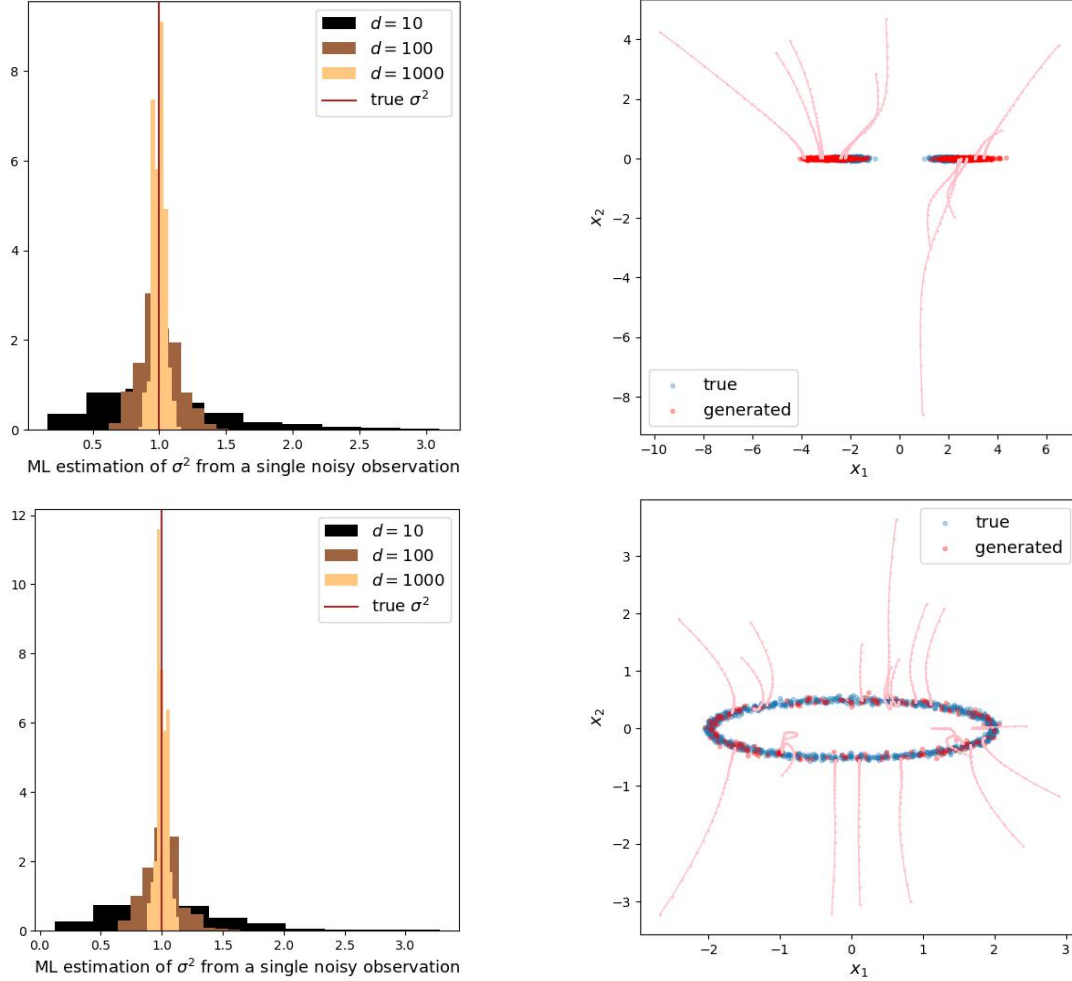 d = 10
d = 100
d = 1000
true σ²
8
6
4
2
0
0.5 1.0 1.5 2.0 2.5 3.0
ML estimation of σ² from a single noisy observation
4
2
0
−2
−4
−6
−8
x₂
true
generated
−10 −8 −6 −4 −2 0 2 4 6
x₁
12
10
8
6
4
2
0
d = 10
d = 100
d = 1000
true σ²
0.0 0.5 1.0 1.5 2.0 2.5 3.0
ML estimation of σ² from a single noisy observation
true
generated
3
2
1
0
−1
−2
−3
x₂
−2 −1 0 1 2 3
x₁